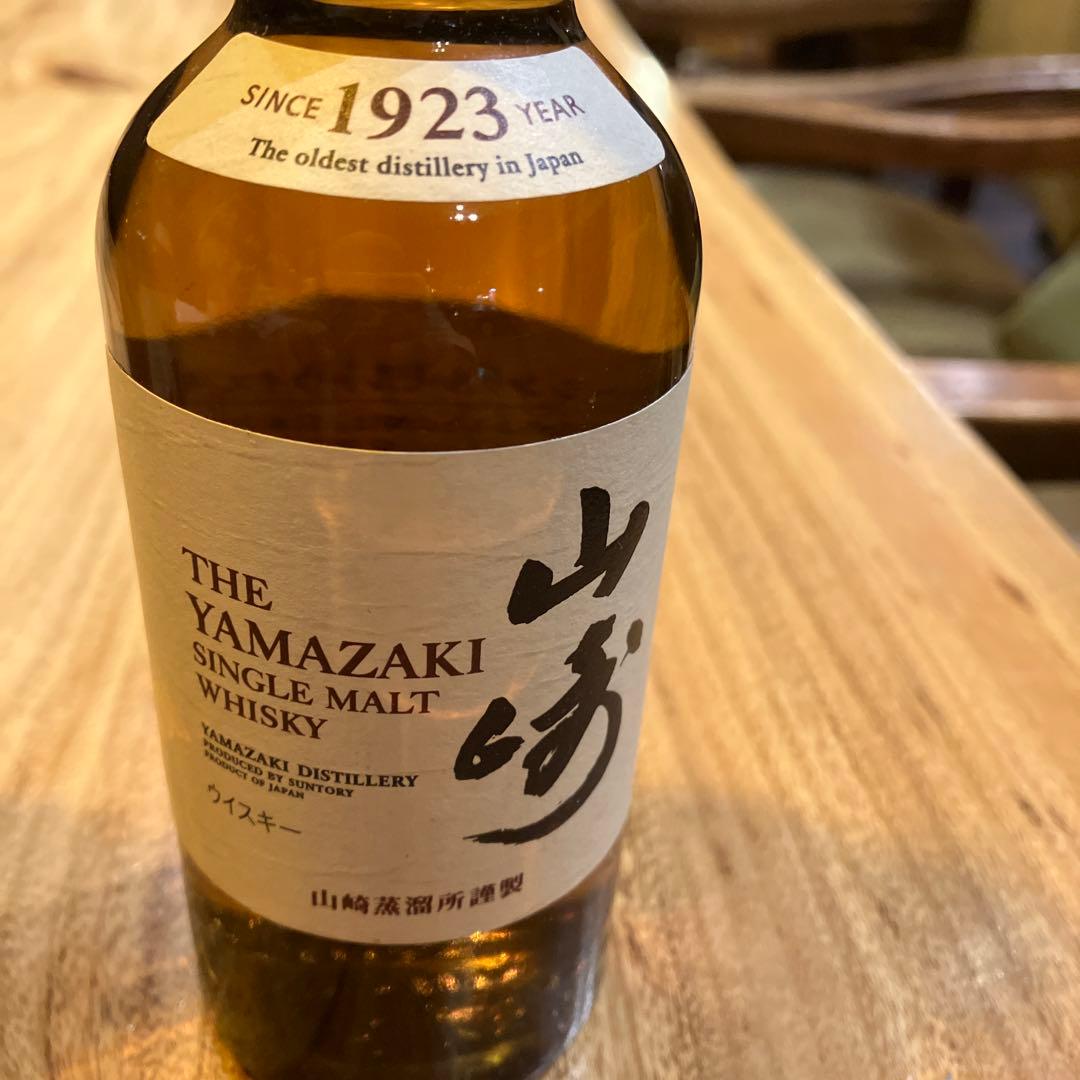 SINCE 1923 YEAR
The oldest distillery in Japan
THE
YAMAZAKI
SINGLE MALT
WHISKY
YAMAZAKI DISTILLERY
PRODUCED BY SUNTORY
PRODUCT OF JAPAN
ウイスキー
山崎
山崎蒸溜所謹製